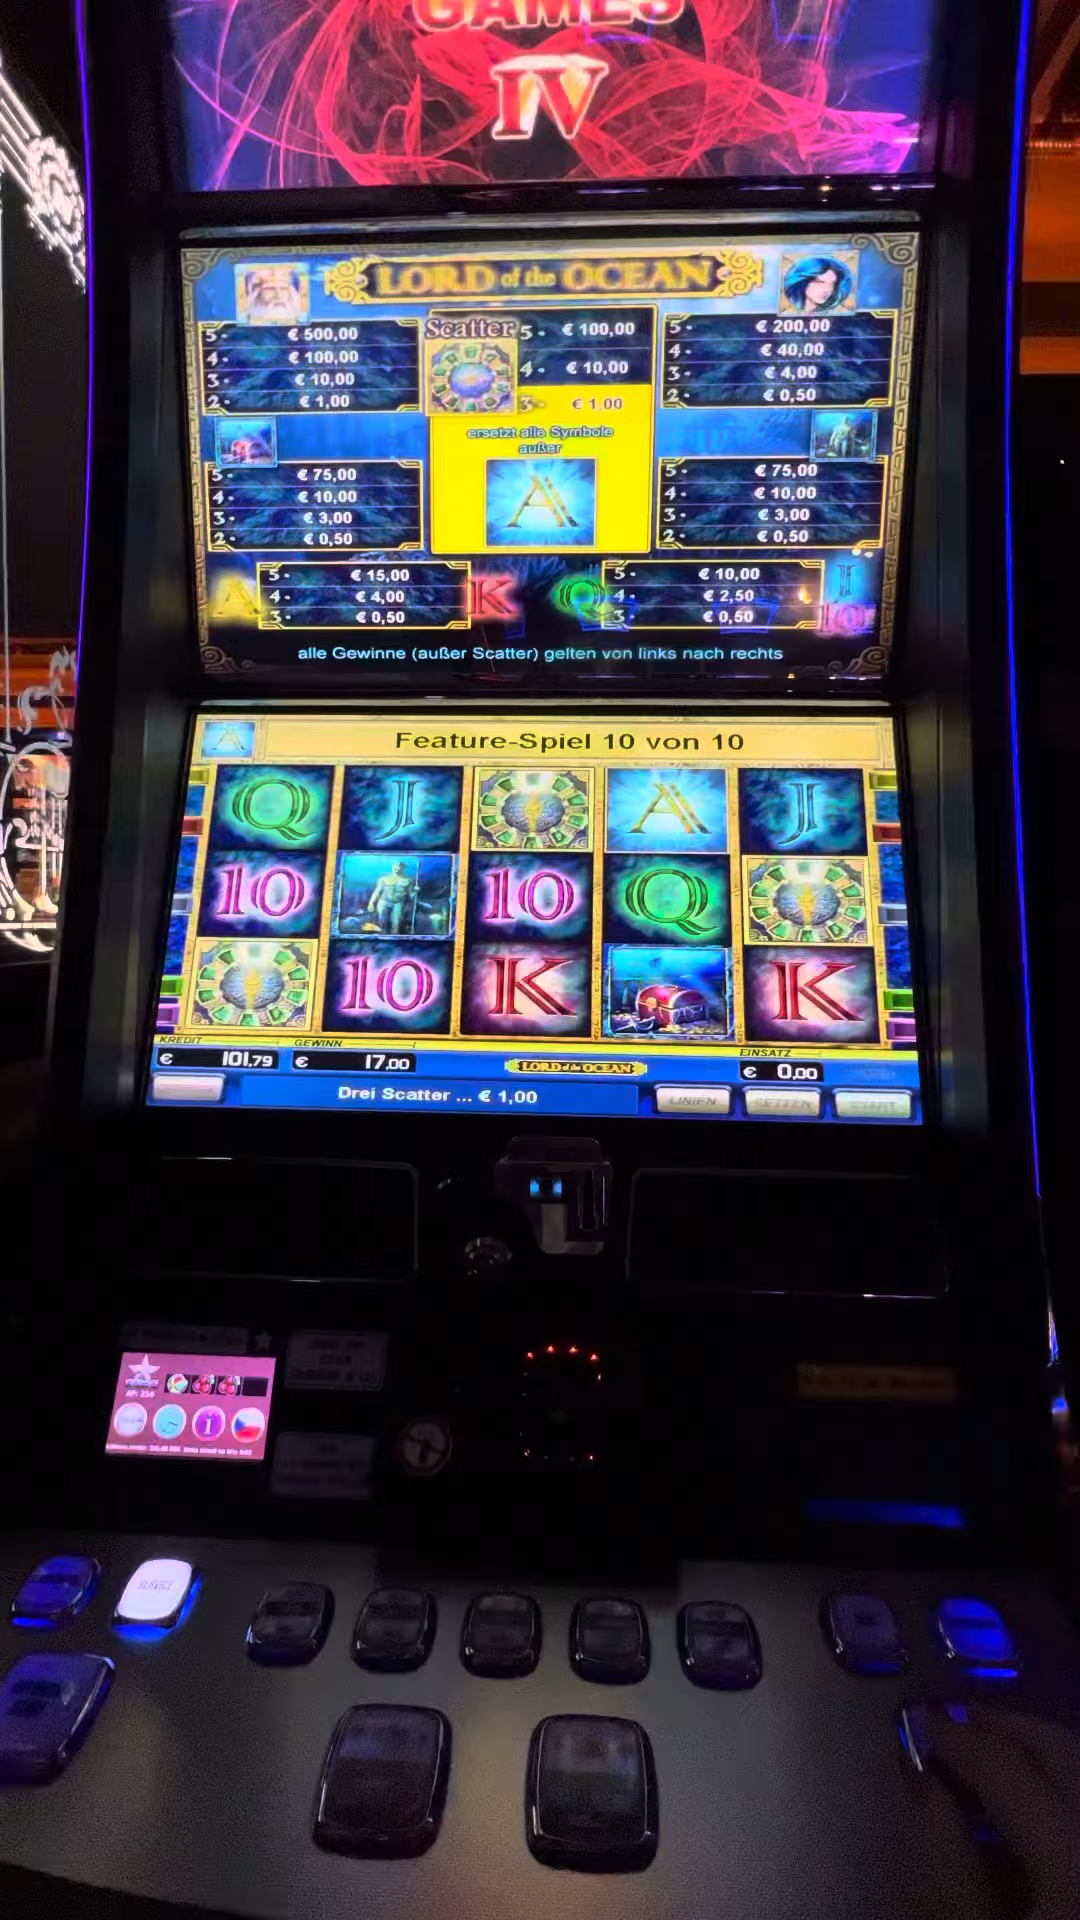 GAMES
IV
LORD of the OCEAN
5- € 500,00
4- € 100,00
3- € 10,00
2- € 1,00
Scatter
5- € 100,00
4- € 10,00
3- € 1,00
5- € 200,00
4- € 40,00
3- € 4,00
2- € 0,50
ersetzt alle Symbole
außer
A
5- € 75,00
4- € 10,00
3- € 3,00
2- € 0,50
5- € 75,00
4- € 10,00
3- € 3,00
2- € 0,50
A
5- € 15,00
4- € 4,00
3- € 0,50
K
Q
5- € 10,00
4- € 2,50
3- € 0,50
J
10
alle Gewinne (außer Scatter) gelten von links nach rechts
A
Feature-Spiel 10 von 10
Q J A J
10 10 Q
10 K K
KREDIT GEWINN EINSATZ
€ 101,79 € 17,00 LORD of the OCEAN € 0,00
Drei Scatter ... € 1,00 LINIEN SETZEN START
SERVICE